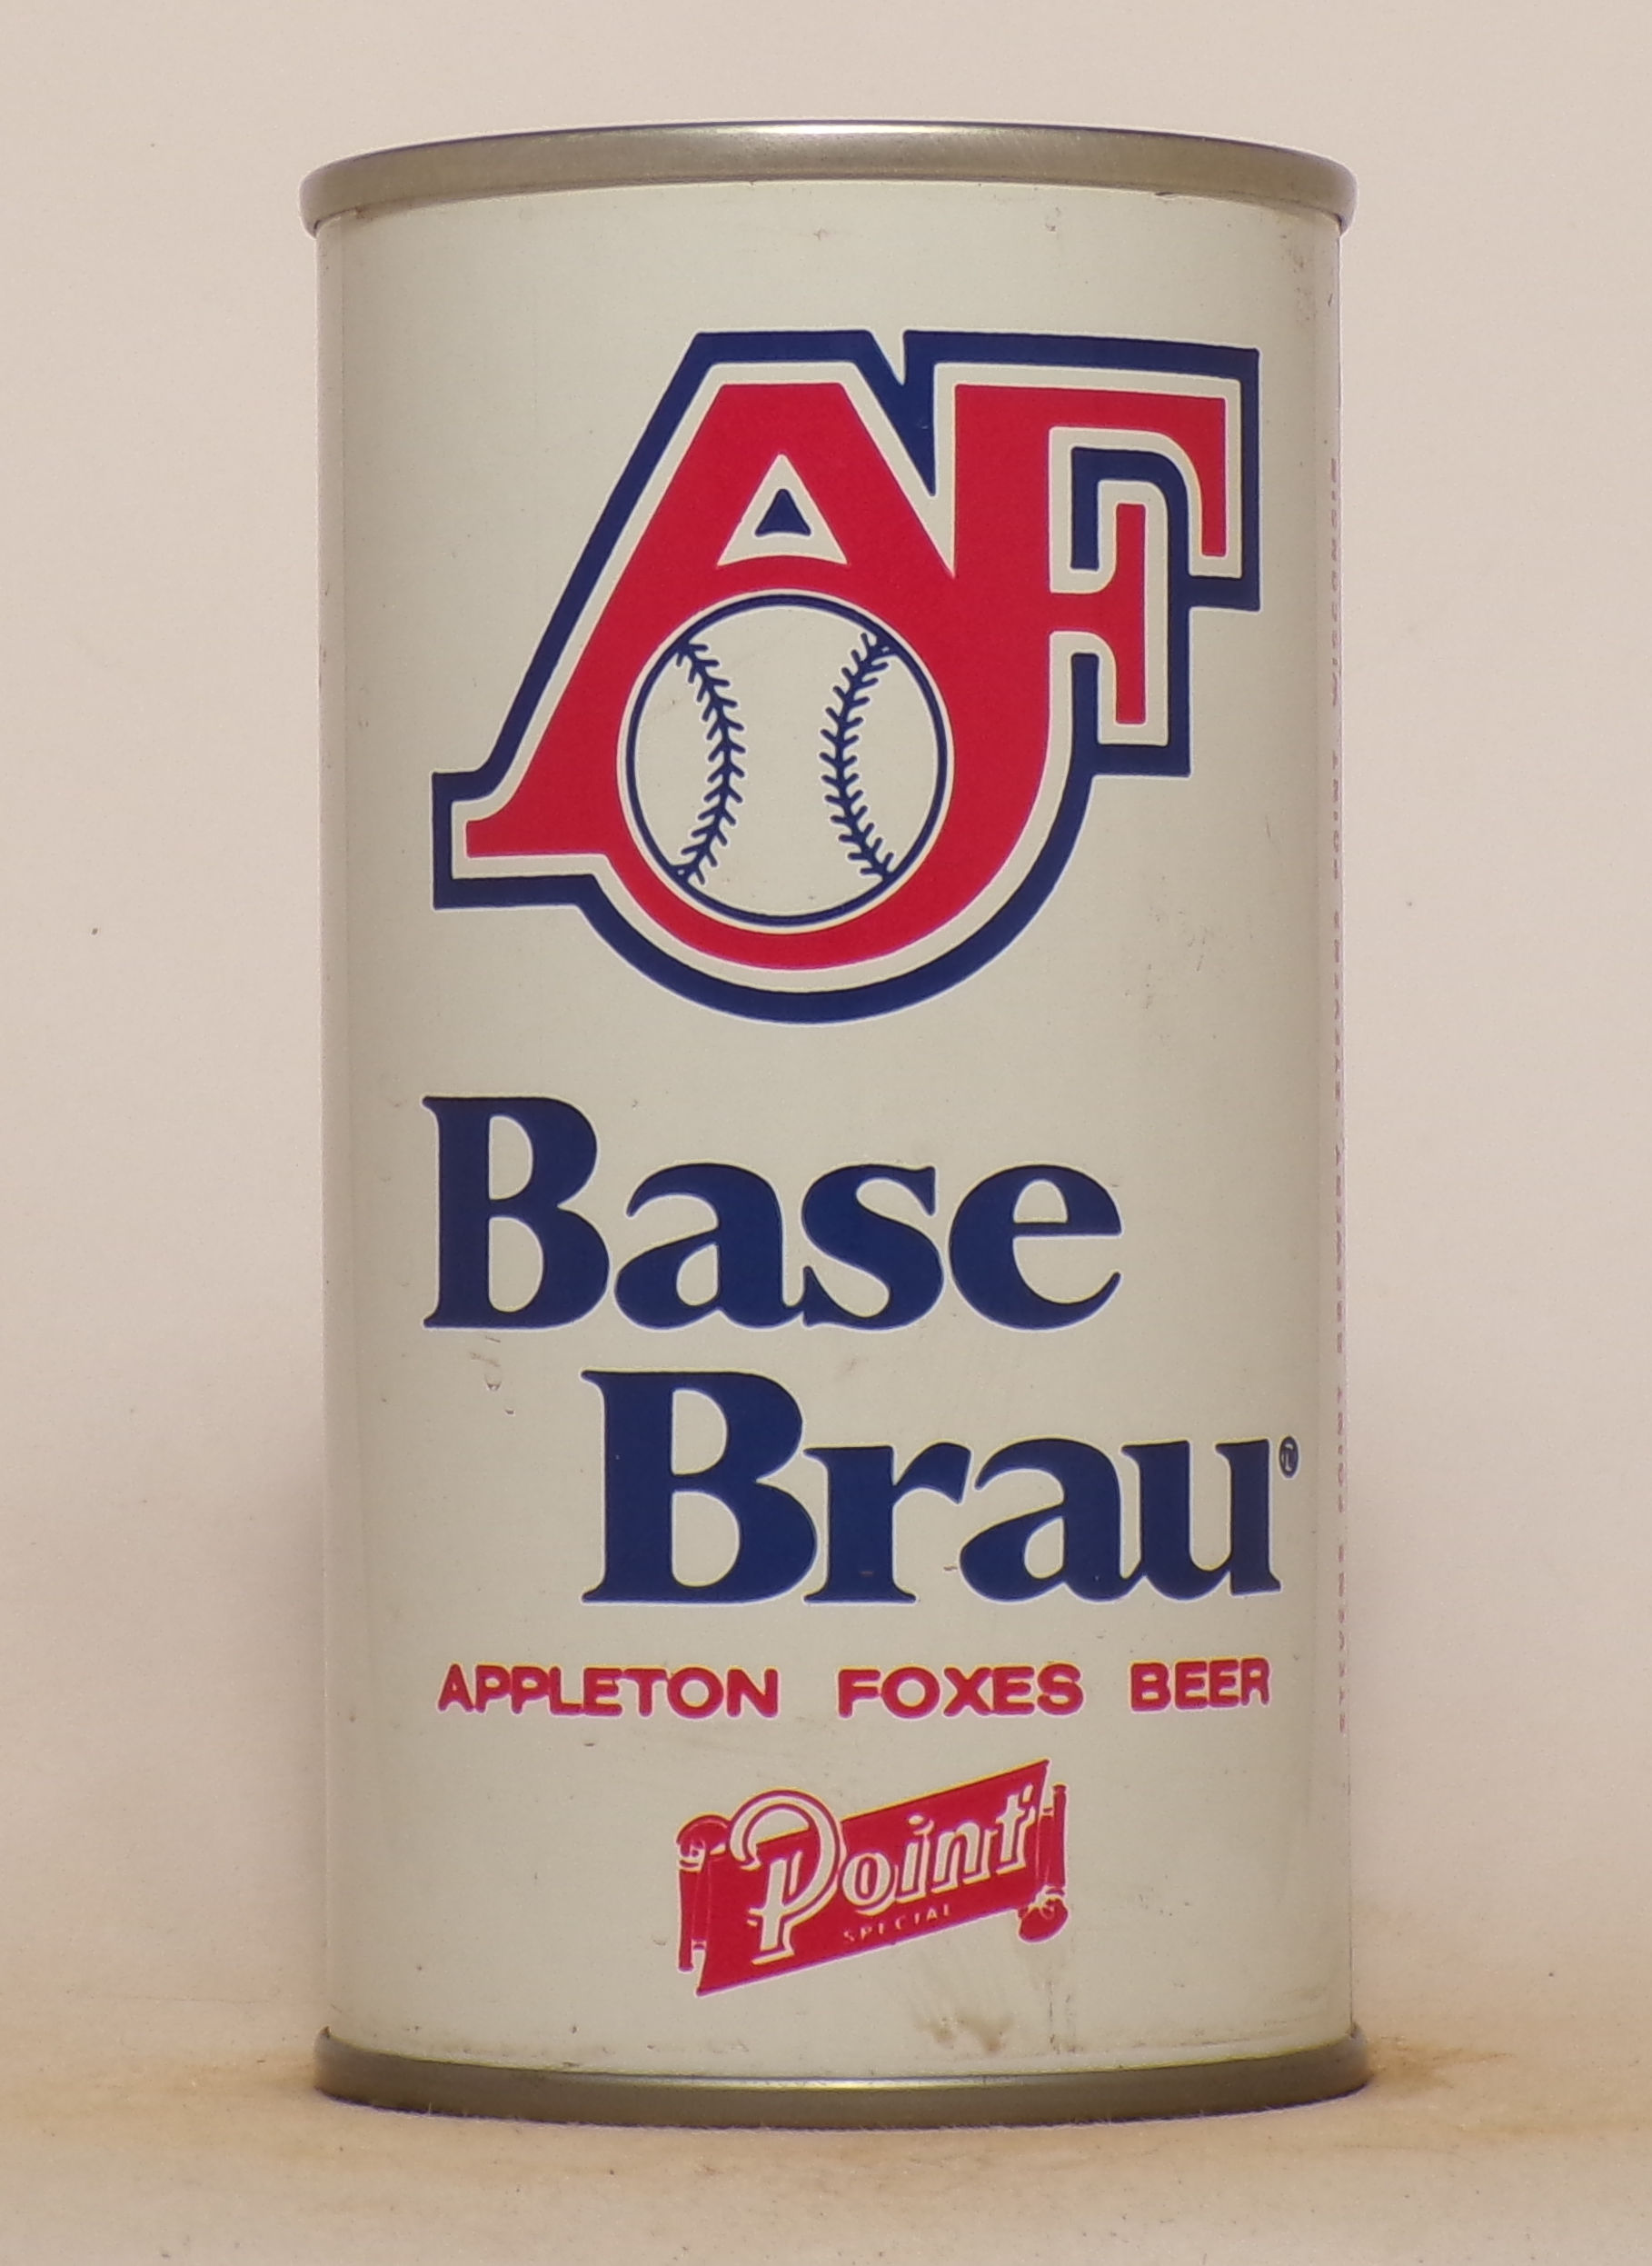 AF
Base
Brau®
APPLETON FOXES BEER
Point
SPECIAL